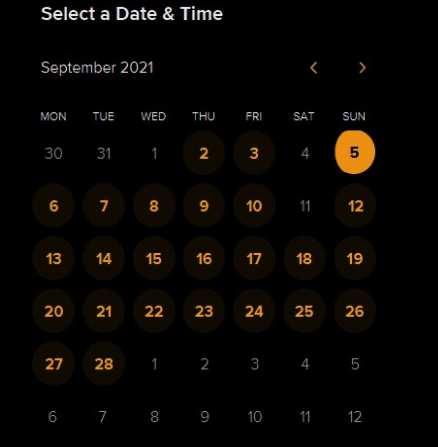 Select a Date & Time
September 2021
MON TUE WED THU FRI SAT SUN
30 31 1 2 3 4 5
6 7 8 9 10 11 12
13 14 15 16 17 18 19
20 21 22 23 24 25 26
27 28 1 2 3 4 5
6 7 8 9 10 11 12